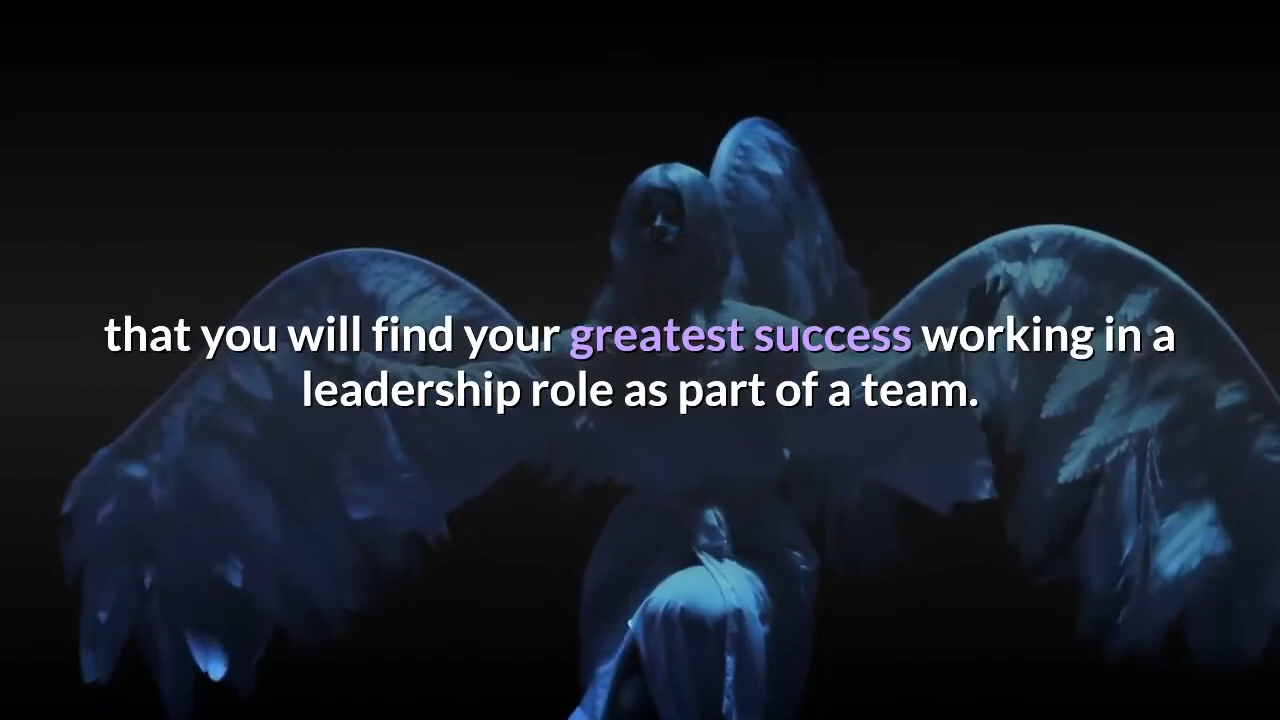 that you will find your greatest success working in a
leadership role as part of a team.